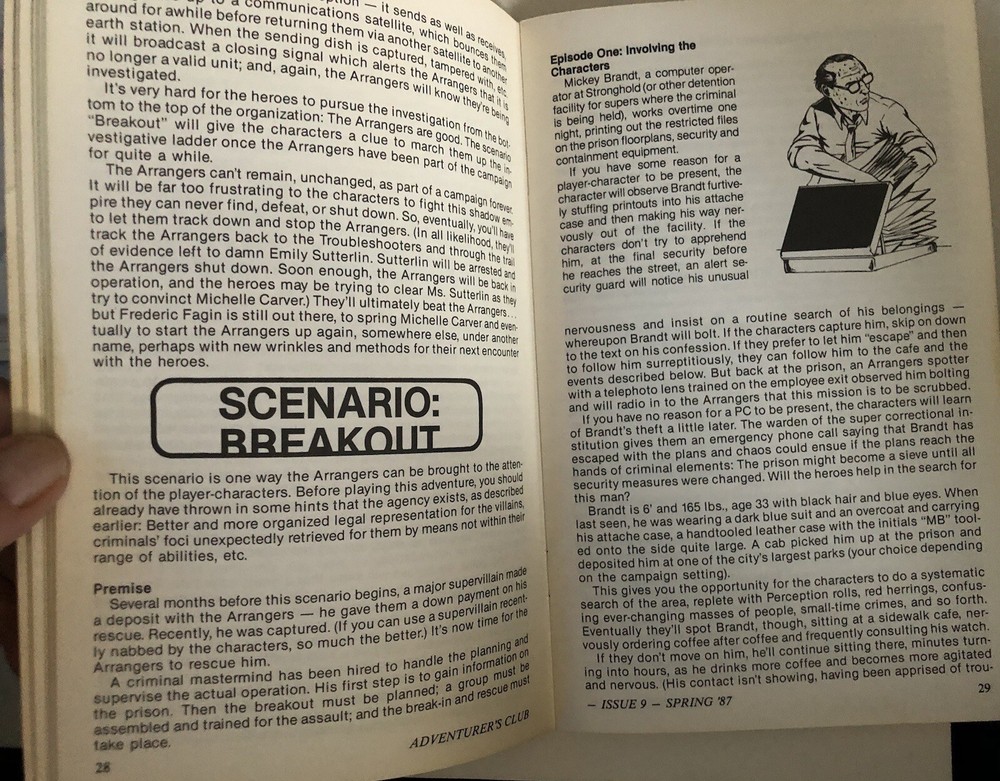 — it sends as well as receives,
up to a communications satellite, which bounces them
around for awhile before returning them via another satellite to another
earth station. When the sending dish is captured, tampered with, etc.
it will broadcast a closing signal which alerts the Arrangers that it is
no longer a valid unit; and, again, the Arrangers will know they're being
investigated.
It's very hard for the heroes to pursue the investigation from the bot-
tom to the top of the organization: The Arrangers are good. The scenario
"Breakout" will give the characters a clue to march them up the in-
vestigative ladder once the Arrangers have been part of the campaign
for quite a while.
The Arrangers can't remain, unchanged, as part of a campaign forever.
It will be far too frustrating to the characters to fight this shadow em-
pire they can never find, defeat, or shut down. So, eventually, you'll have
to let them track down and stop the Arrangers. (In all likelihood, they'll
track the Arrangers back to the Troubleshooters and through the trail
of evidence left to damn Emily Sutterlin. Sutterlin will be arrested and
the Arrangers shut down. Soon enough, the Arrangers will be back in
operation, and the heroes may be trying to clear Ms. Sutterlin as they
try to convinct Michelle Carver.) They'll ultimately beat the Arrangers...
but Frederic Fagin is still out there, to spring Michelle Carver and even-
tually to start the Arrangers up again, somewhere else, under another
name, perhaps with new wrinkles and methods for their next encounter
with the heroes.
SCENARIO:
BREAKOUT
This scenario is one way the Arrangers can be brought to the atten-
tion of the player-characters. Before playing this adventure, you should
already have thrown in some hints that the agency exists, as described
earlier: Better and more organized legal representation for the villains,
criminals' foci unexpectedly retrieved for them by means not within their
range of abilities, etc.
Premise
Several months before this scenario begins, a major supervillain made
a deposit with the Arrangers — he gave them a down payment on his
rescue. Recently, he was captured. (If you can use a supervillain recent-
ly nabbed by the characters, so much the better.) It's now time for the
Arrangers to rescue him.
A criminal mastermind has been hired to handle the planning and
supervise the actual operation. His first step is to gain information on
the prison. Then the breakout must be planned; a group must be
assembled and trained for the assault; and the break-in and rescue must
take place.
28
ADVENTURER'S CLUB
Episode One: Involving the
Characters
Mickey Brandt, a computer oper-
ator at Stronghold (or other detention
facility for supers where the criminal
is being held), works overtime one
night, printing out the restricted files
on the prison floorplans, security and
containment equipment.
If you have some reason for a
player-character to be present, the
character will observe Brandt furtive-
ly stuffing printouts into his attache
case and then making his way ner-
vously out of the facility. If the
characters don't try to apprehend
him, at the final security before
he reaches the street, an alert se-
curity guard will notice his unusual
nervousness and insist on a routine search of his belongings —
whereupon Brandt will bolt. If the characters capture him, skip on down
to the text on his confession. If they prefer to let him "escape" and then
to follow him surreptitiously, they can follow him to the cafe and the
events described below. But back at the prison, an Arrangers spotter
with a telephoto lens trained on the employee exit observed him bolting
and will radio in to the Arrangers that this mission is to be scrubbed.
If you have no reason for a PC to be present, the characters will learn
of Brandt's theft a little later. The warden of the super correctional in-
stitution gives them an emergency phone call saying that Brandt has
escaped with the plans and chaos could ensue if the plans reach the
hands of criminal elements: The prison might become a sieve until all
security measures were changed. Will the heroes help in the search for
this man?
Brandt is 6' and 165 lbs., age 33 with black hair and blue eyes. When
last seen, he was wearing a dark blue suit and an overcoat and carrying
his attache case, a handtooled leather case with the initials "MB" tool-
ed onto the side quite large. A cab picked him up at the prison and
deposited him at one of the city's largest parks (your choice depending
on the campaign setting).
This gives you the opportunity for the characters to do a systematic
search of the area, replete with Perception rolls, red herrings, confus-
ing ever-changing masses of people, small-time crimes, and so forth.
Eventually they'll spot Brandt, though, sitting at a sidewalk cafe, ner-
vously ordering coffee after coffee and frequently consulting his watch.
If they don't move on him, he'll continue sitting there, minutes turn-
ing into hours, as he drinks more coffee and becomes more agitated
and nervous. (His contact isn't showing, having been apprised of trou-
— ISSUE 9 — SPRING '87
29